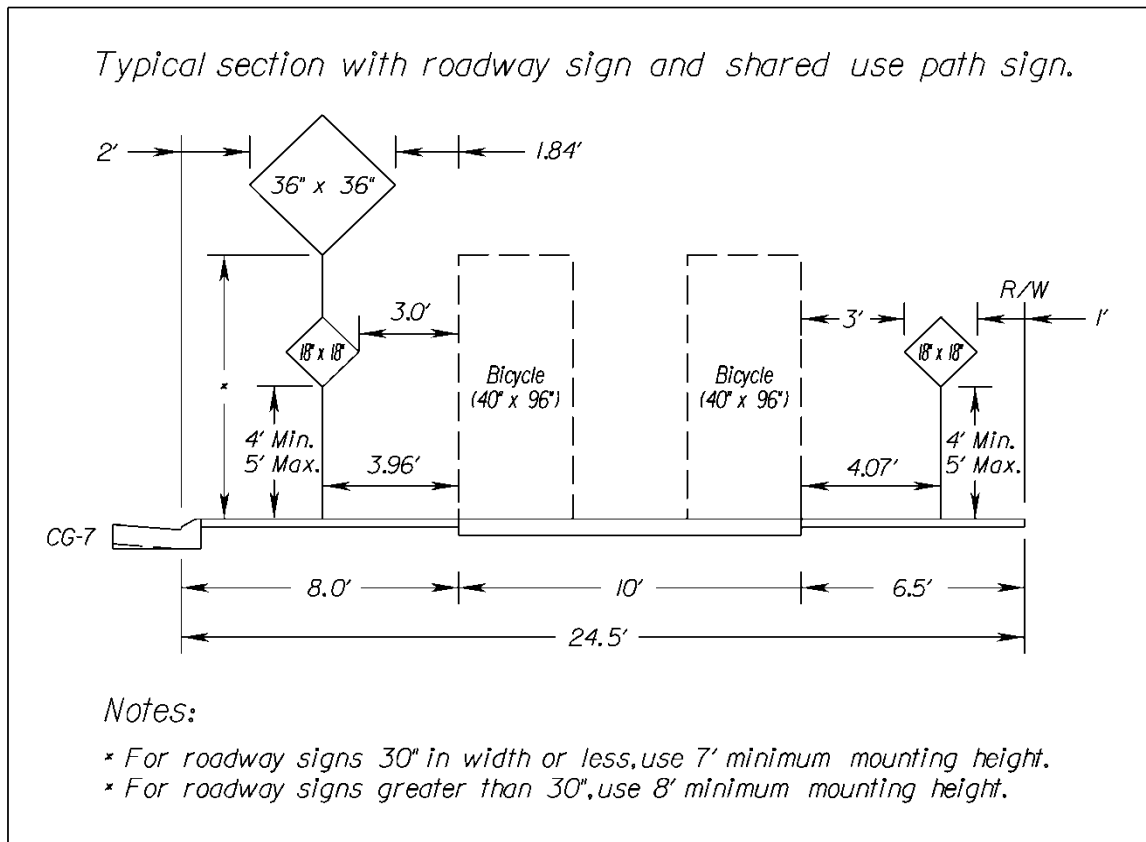 Typical section with roadway sign and shared use path sign.
2'
1.84'
36" x 36"
R/W
3.0'
3'
1'
18" x 18"
18" x 18"
Bicycle
(40" x 96")
Bicycle
(40" x 96")
*
4' Min.
5' Max.
4' Min.
5' Max.
3.96'
4.07'
CG-7
8.0'
10'
6.5'
24.5'
Notes:
* For roadway signs 30" in width or less, use 7' minimum mounting height.
* For roadway signs greater than 30", use 8' minimum mounting height.